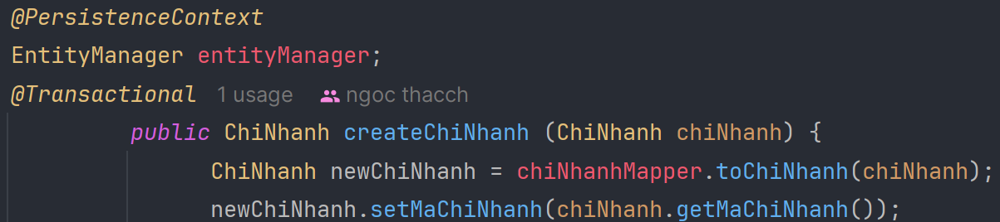 @PersistenceContext
EntityManager entityManager;
@Transactional 1 usage ngoc thacch
public ChiNhanh createChiNhanh (ChiNhanh chiNhanh) {
ChiNhanh newChiNhanh = chiNhanhMapper.toChiNhanh(chiNhanh);
newChiNhanh.setMaChiNhanh(chiNhanh.getMaChiNhanh());